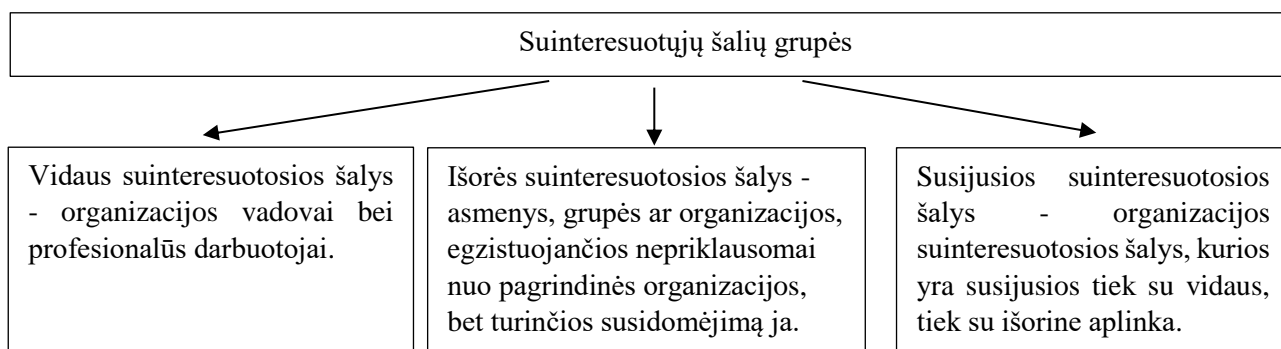 Suinteresuotųjų šalių grupės
Vidaus suinteresuotosios šalys
- organizacijos vadovai bei
profesionalūs darbuotojai.
Išorės suinteresuotosios šalys -
asmenys, grupės ar organizacijos,
egzistuojančios nepriklausomai
nuo pagrindinės organizacijos,
bet turinčios susidomėjimą ja.
Susijusios suinteresuotosios
šalys - organizacijos
suinteresuotosios šalys, kurios
yra susijusios tiek su vidaus,
tiek su išorine aplinka.